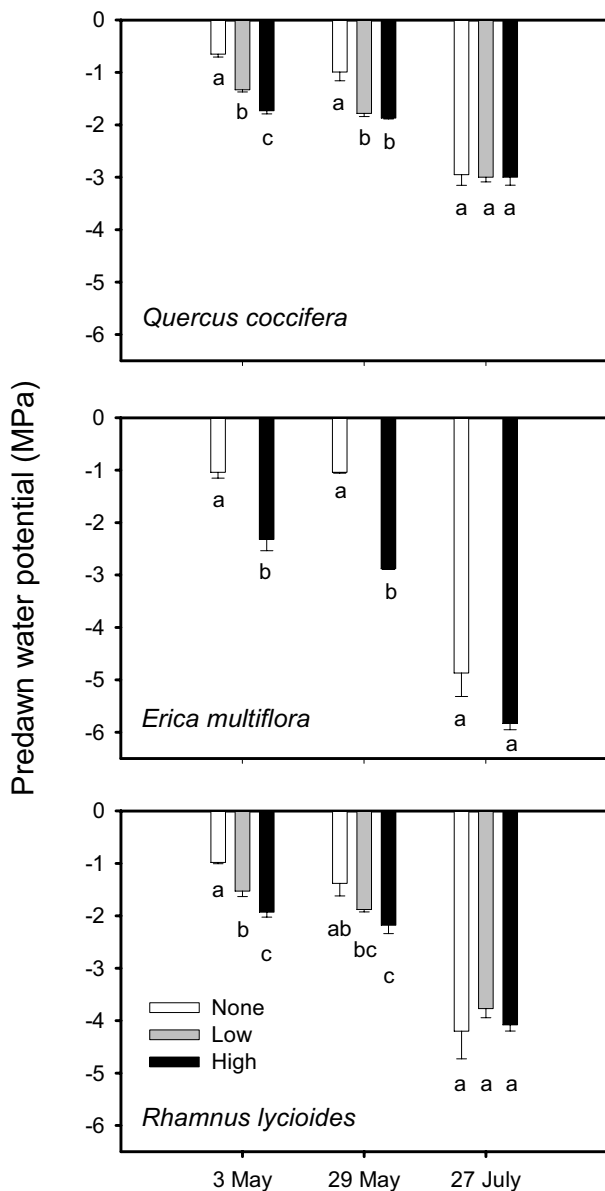 Predawn water potential (MPa)
0
-1
-2
-3
-4
-5
-6
a
b
c
a
b
b
a a a
Quercus coccifera
0
-1
-2
-3
-4
-5
-6
a
b
a
b
a
a
Erica multiflora
0
-1
-2
-3
-4
-5
-6
a
b
c
ab
bc
c
a a a
None
Low
High
Rhamnus lycioides
3 May 29 May 27 July